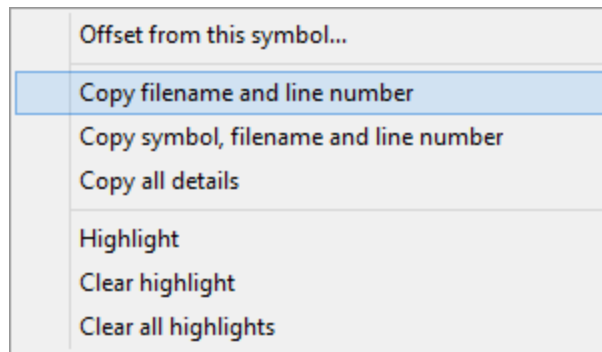 Offset from this symbol...
Copy filename and line number
Copy symbol, filename and line number
Copy all details
Highlight
Clear highlight
Clear all highlights